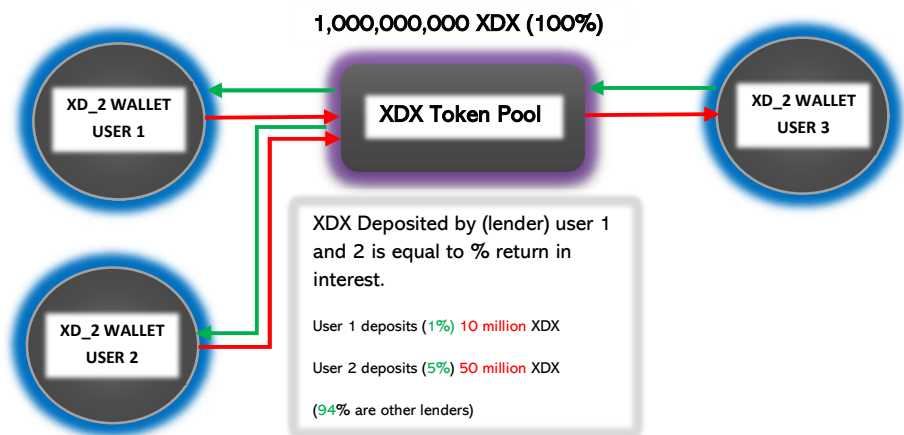 1,000,000,000 XDX (100%)
XD_2 WALLET
USER 1
XDX Token Pool
XD_2 WALLET
USER 3
XDX Deposited by (lender) user 1
and 2 is equal to % return in
interest.
User 1 deposits (1%) 10 million XDX
User 2 deposits (5%) 50 million XDX
(94% are other lenders)
XD_2 WALLET
USER 2